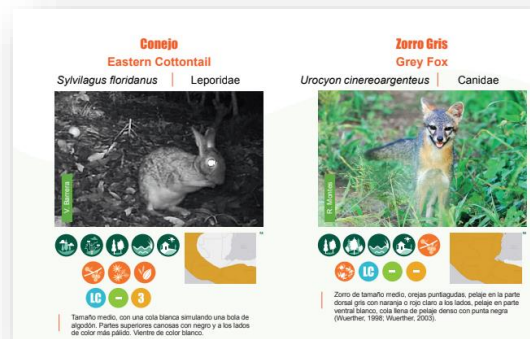 Conejo
Eastern Cottontail
Sylvilagus floridanus | Leporidae
V. Barrera
LC - 3
Tamaño medio, con una cola blanca simulando una bola de
algodón. Partes superiores canosas con negro y a los lados
de color más pálido. Vientre de color blanco.
Zorro Gris
Grey Fox
Urocyon cinereoargenteus | Canidae
R. Montes
LC - -
Zorro de tamaño medio, orejas puntiagudas, pelaje en la parte
dorsal gris con naranja o rojo claro a los lados, pelaje en parte
ventral blanco, cola llena de pelaje denso con punta negra
(Wuerther, 1998; Wuerther, 2003).